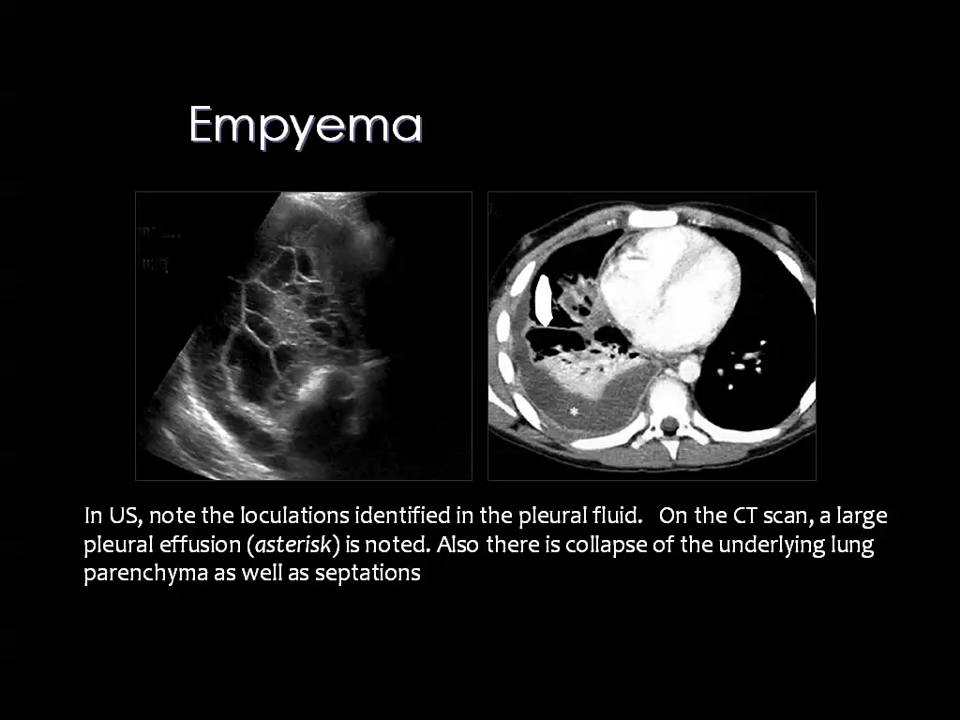 Empyema
In US, note the loculations identified in the pleural fluid.   On the CT scan, a large
pleural effusion (asterisk) is noted. Also there is collapse of the underlying lung
parenchyma as well as septations
*